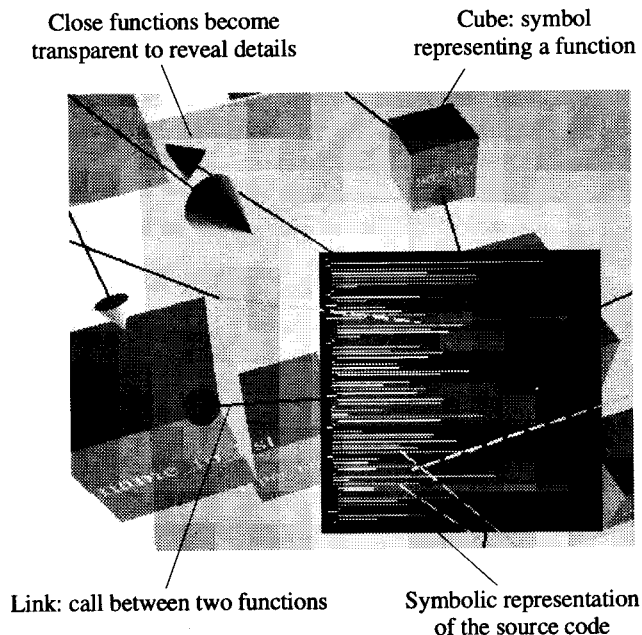 Close functions become
transparent to reveal details
Cube: symbol
representing a function
Link: call between two functions
Symbolic representation
of the source code